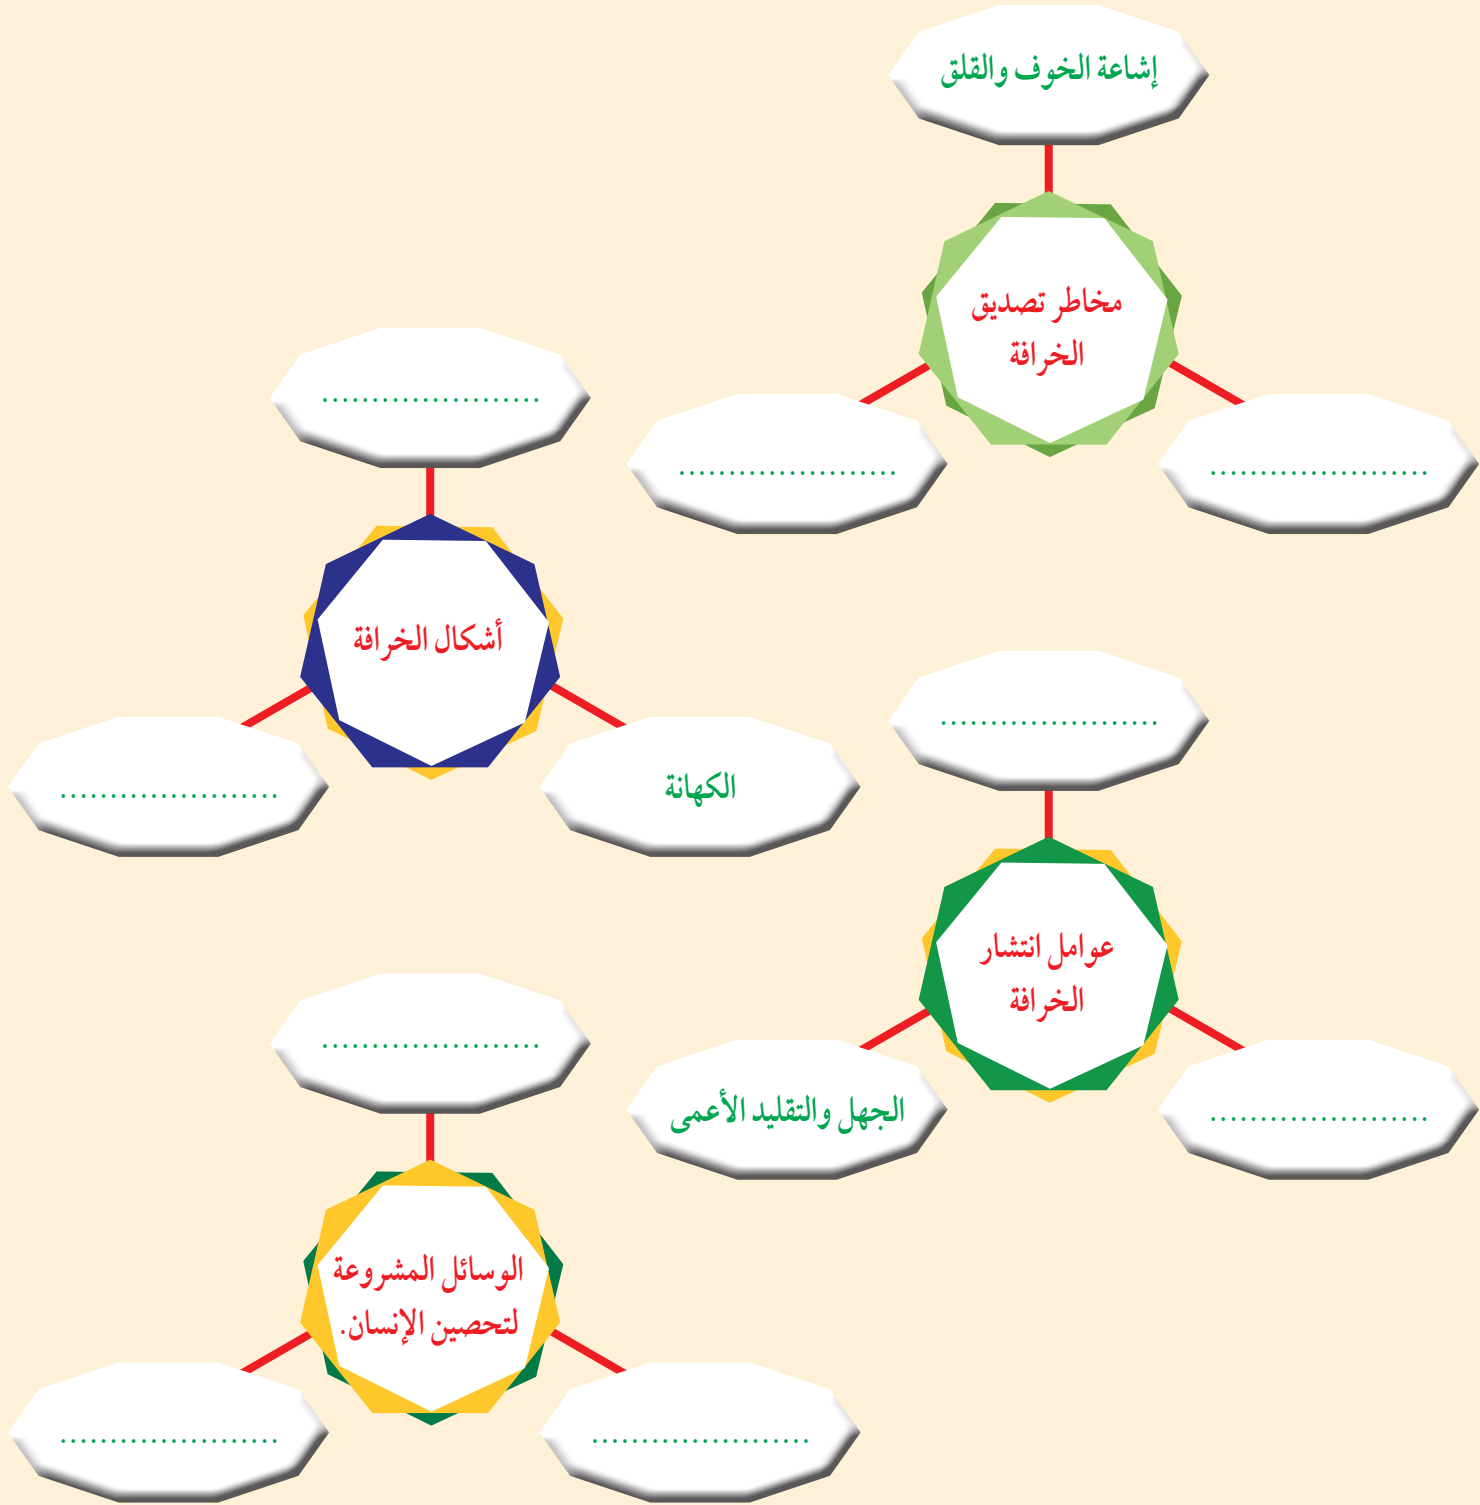 إشاعة الخوف والقلق
مخاطر تصديق
الخرافة
......................
......................
......................
أشكال الخرافة
الكهانة
......................
......................
عوامل انتشار
الخرافة
......................
الجهل والتقليد الأعمى
......................
الوسائل المشروعة
لتحصين الإنسان.
......................
......................